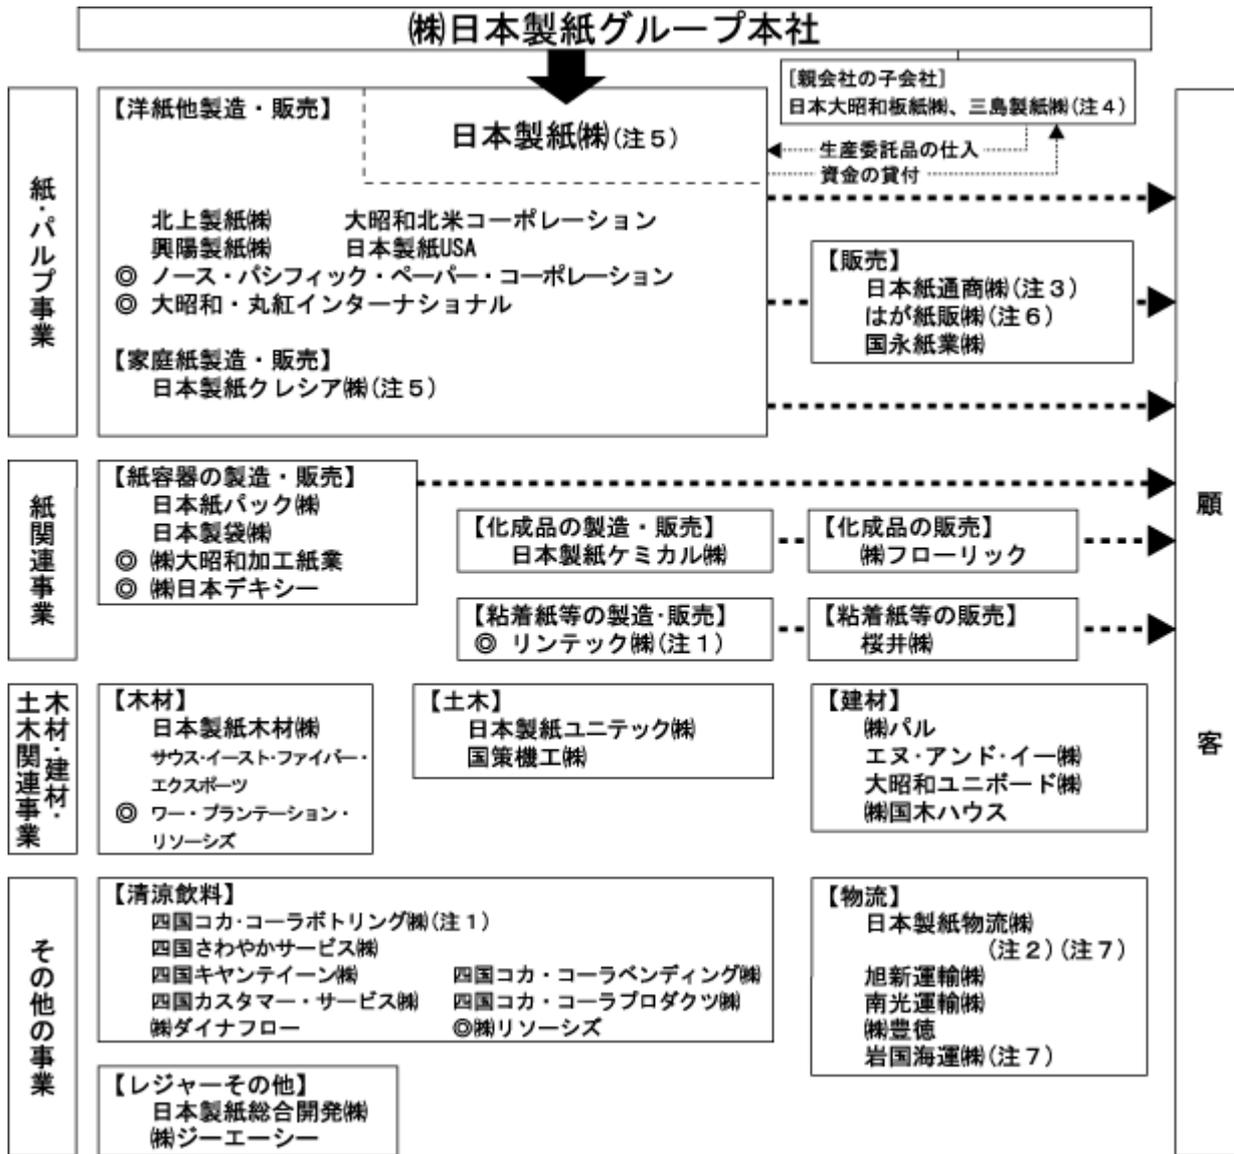 ㈱日本製紙グループ本社
[親会社の子会社]
日本大昭和板紙㈱、三島製紙㈱(注４)
生産委託品の仕入
資金の貸付
紙・パルプ事業
【洋紙他製造・販売】
日本製紙㈱(注５)
北上製紙㈱　大昭和北米コーポレーション
興陽製紙㈱　日本製紙USA
◎ ノース・パシフィック・ペーパー・コーポレーション
◎ 大昭和・丸紅インターナショナル
【家庭紙製造・販売】
日本製紙クレシア㈱(注５)
【販売】
日本紙通商㈱(注３)
はが紙販㈱(注６)
国永紙業㈱
紙関連事業
【紙容器の製造・販売】
日本紙パック㈱
日本製袋㈱
◎ ㈱大昭和加工紙業
◎ ㈱日本デキシー
【化成品の製造・販売】
日本製紙ケミカル㈱
【化成品の販売】
㈱フローリック
【粘着紙等の製造・販売】
◎ リンテック㈱(注１)
【粘着紙等の販売】
桜井㈱
木材・建材・土木関連事業
【木材】
日本製紙木材㈱
サウス・イースト・ファイバー・
エクスポーツ
◎ ワー・プランテーション・
リソーシズ
【土木】
日本製紙ユニテック㈱
国策機工㈱
【建材】
㈱パル
エヌ・アンド・イー㈱
大昭和ユニボード㈱
㈱国木ハウス
その他の事業
【清涼飲料】
四国コカ・コーラボトリング㈱(注１)
四国さわやかサービス㈱
四国キヤンテイーン㈱　四国コカ・コーラベンディング㈱
四国カスタマー・サービス㈱　四国コカ・コーラプロダクツ㈱
㈱ダイナフロー　◎㈱リソーシズ
【レジャーその他】
日本製紙総合開発㈱
㈱ジーエーシー
【物流】
日本製紙物流㈱
(注２)(注７)
旭新運輸㈱
南光運輸㈱
㈱豊徳
岩国海運㈱(注７)
顧客